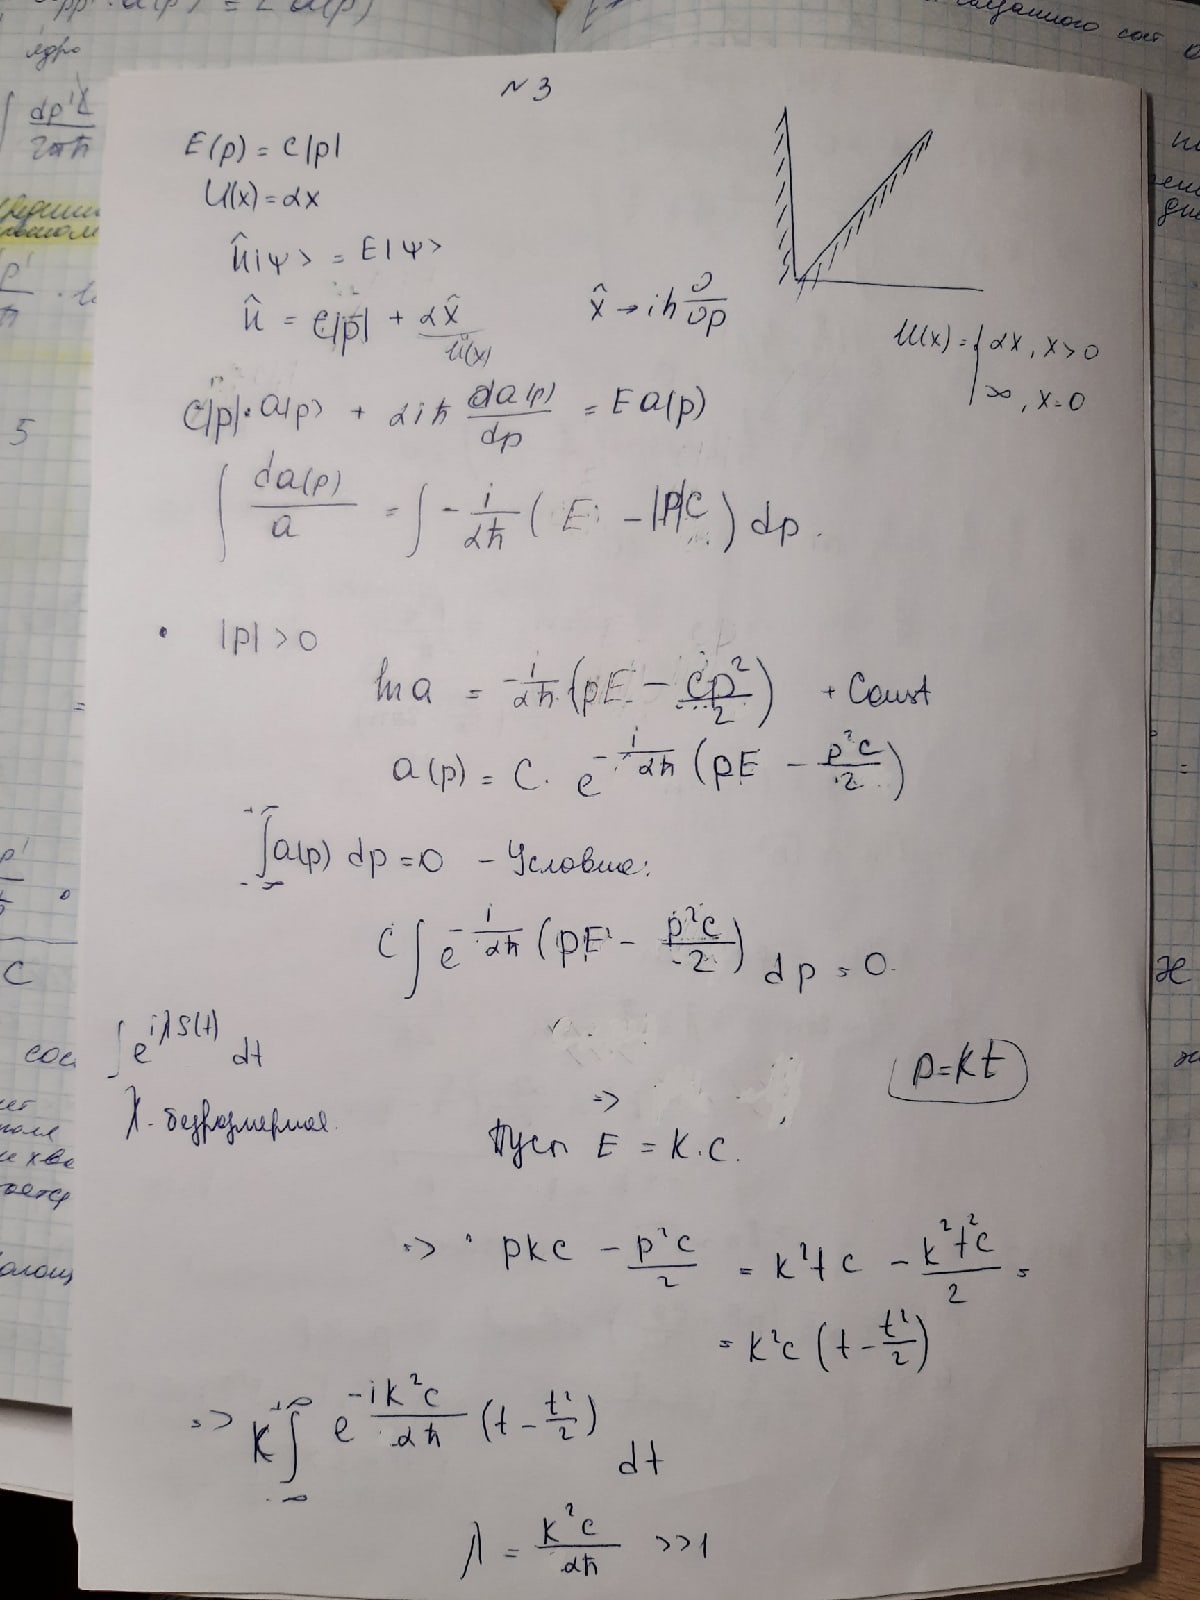 N3
E(p) = c|p|
U(x) = αx
Ĥ|ψ> = E|ψ>
Ĥ = c|p| + αx̂
U(x)
x̂ → iħ ∂/∂p
U(x) = { αx, x>0
∞, x=0
c|p|·a(p) + αiħ da(p)/dp = E a(p)
∫ da(p)/a = ∫ -i/αħ (E - |p|c) dp.
• |p| > 0
ln a = -i/αħ (pE - cp²/2) + Const
a(p) = C · e^{-i/αħ (pE - p²c/2)}
∫_{-∞}^{+∞} a(p) dp = 0 - Условие:
C ∫ e^{-i/αħ (pE - p²c/2)} dp = 0.
∫ e^{iλS(t)} dt
λ - безразмерная.
p = kt
=>
Пусть E = k·c.
=> pkc - p²c/2 = k²tc - k²t²c/2 =
= k²c (t - t²/2)
=> k ∫_{-∞}^{+∞} e^{-ik²c/αħ (t - t²/2)} dt
λ = k²c/αħ >>1